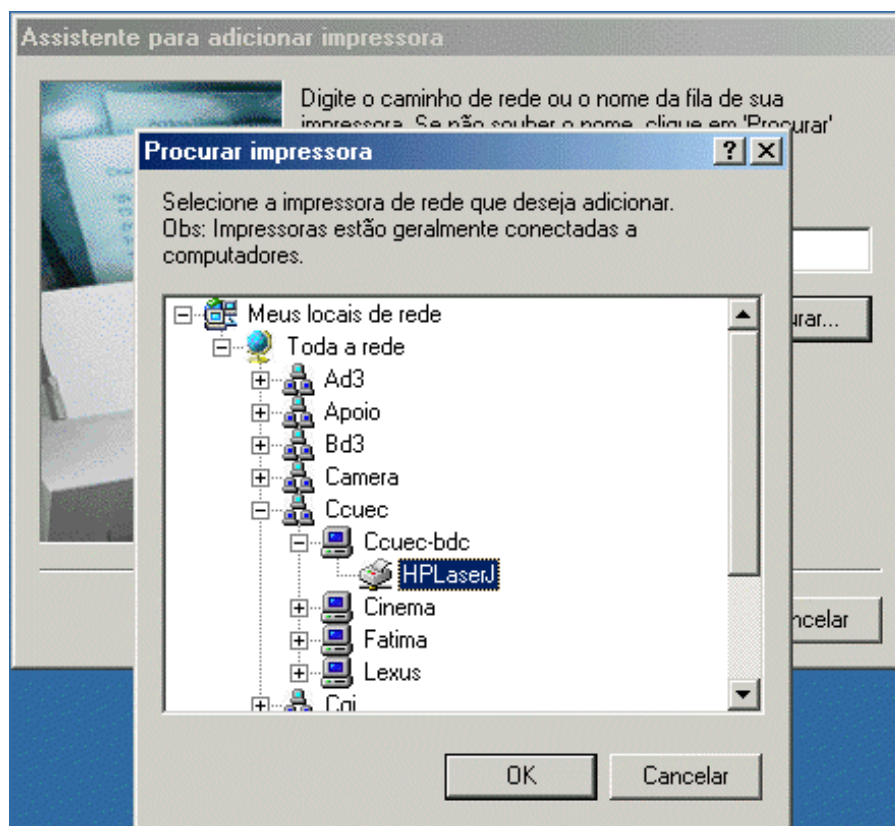 Assistente para adicionar impressora
Digite o caminho de rede ou o nome da fila de sua
impressora. Se não souber o nome, clique em 'Procurar'
Procurar impressora
Selecione a impressora de rede que deseja adicionar.
Obs: Impressoras estão geralmente conectadas a
computadores.
Meus locais de rede
urar...
Toda a rede
Ad3
Apoio
Bd3
Camera
Ccuec
Ccuec-bdc
HPLaserJ
Cinema
ncelar
Fatima
Lexus
Cgi
OK
Cancelar